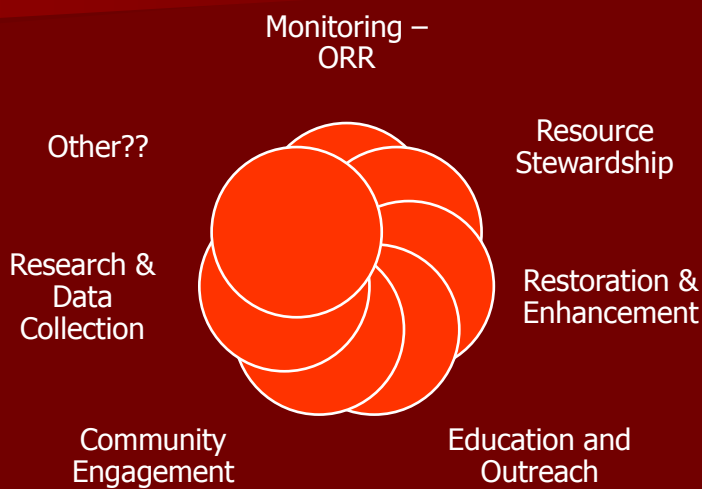 Monitoring –
ORR
Resource
Stewardship
Restoration &
Enhancement
Education and
Outreach
Community
Engagement
Research &
Data
Collection
Other??